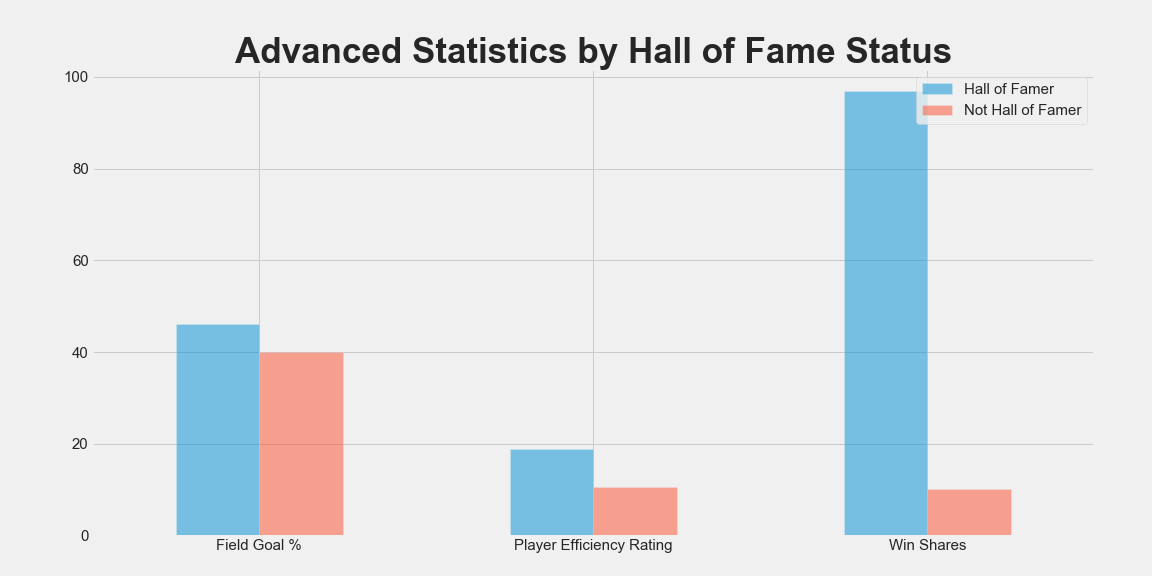 Advanced Statistics by Hall of Fame Status
100
80
60
40
20
0
Hall of Famer
Not Hall of Famer
Field Goal %
Player Efficiency Rating
Win Shares